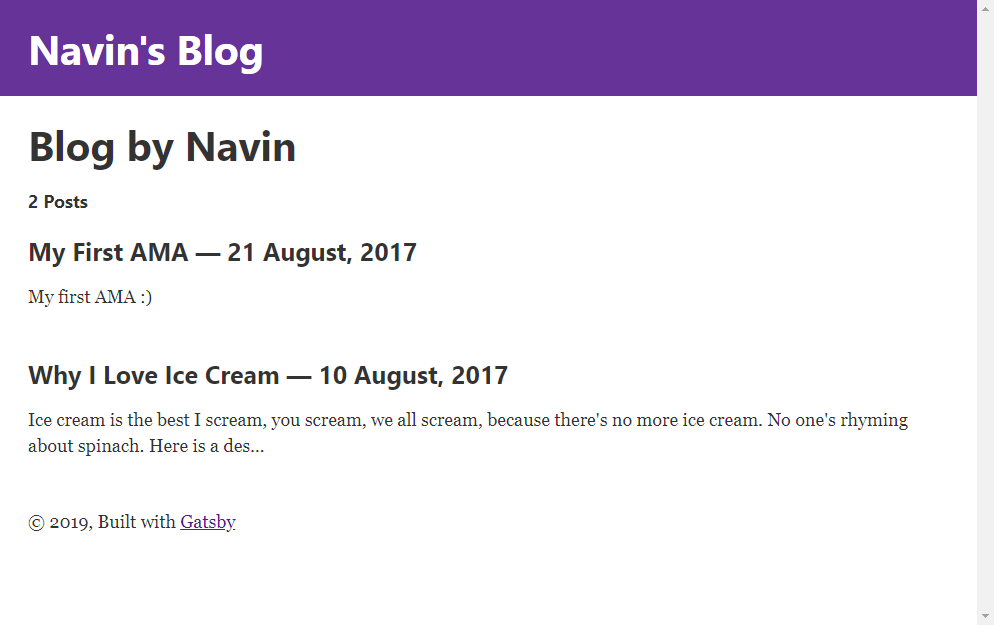 Navin's Blog
Blog by Navin
2 Posts
My First AMA — 21 August, 2017
My first AMA :)
Why I Love Ice Cream — 10 August, 2017
Ice cream is the best I scream, you scream, we all scream, because there's no more ice cream. No one's rhyming
about spinach. Here is a des…
© 2019, Built with Gatsby